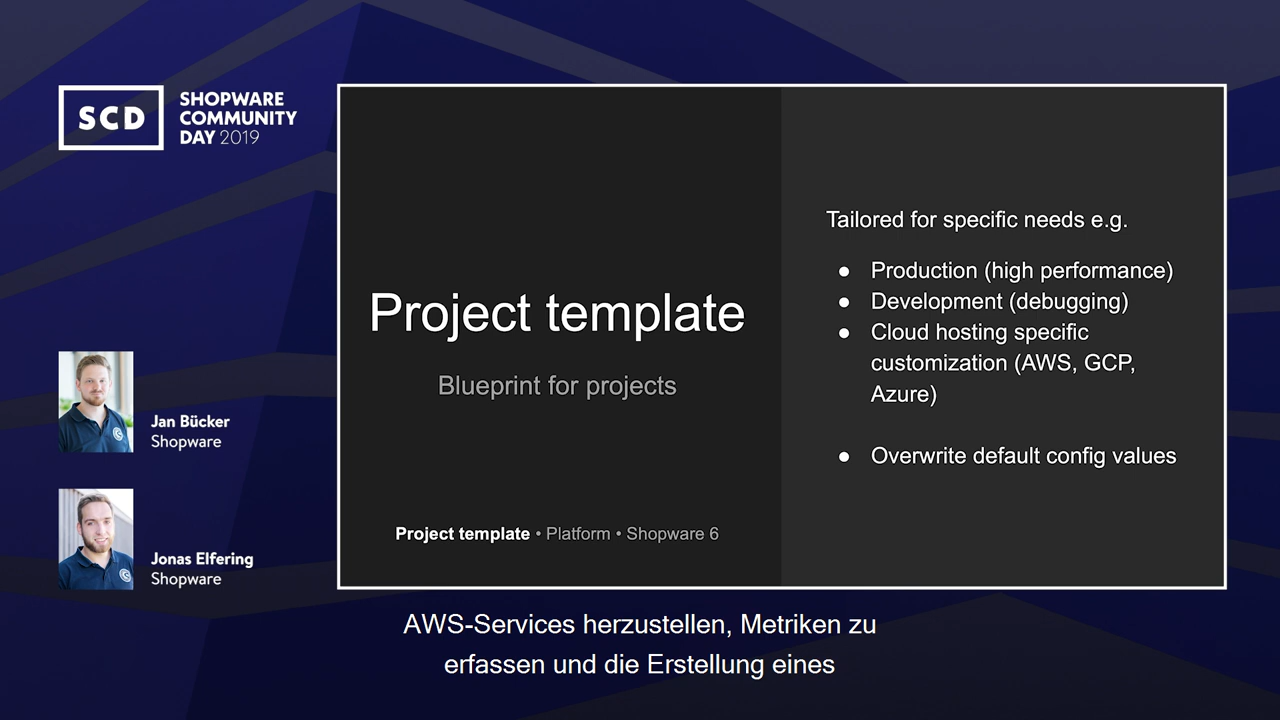 SCD
SHOPWARE
COMMUNITY
DAY 2019
Jan Bücker
Shopware
Jonas Elfering
Shopware
Project template
Blueprint for projects
Project template • Platform • Shopware 6
Tailored for specific needs e.g.
● Production (high performance)
● Development (debugging)
● Cloud hosting specific
customization (AWS, GCP,
Azure)
● Overwrite default config values
AWS-Services herzustellen, Metriken zu
erfassen und die Erstellung eines